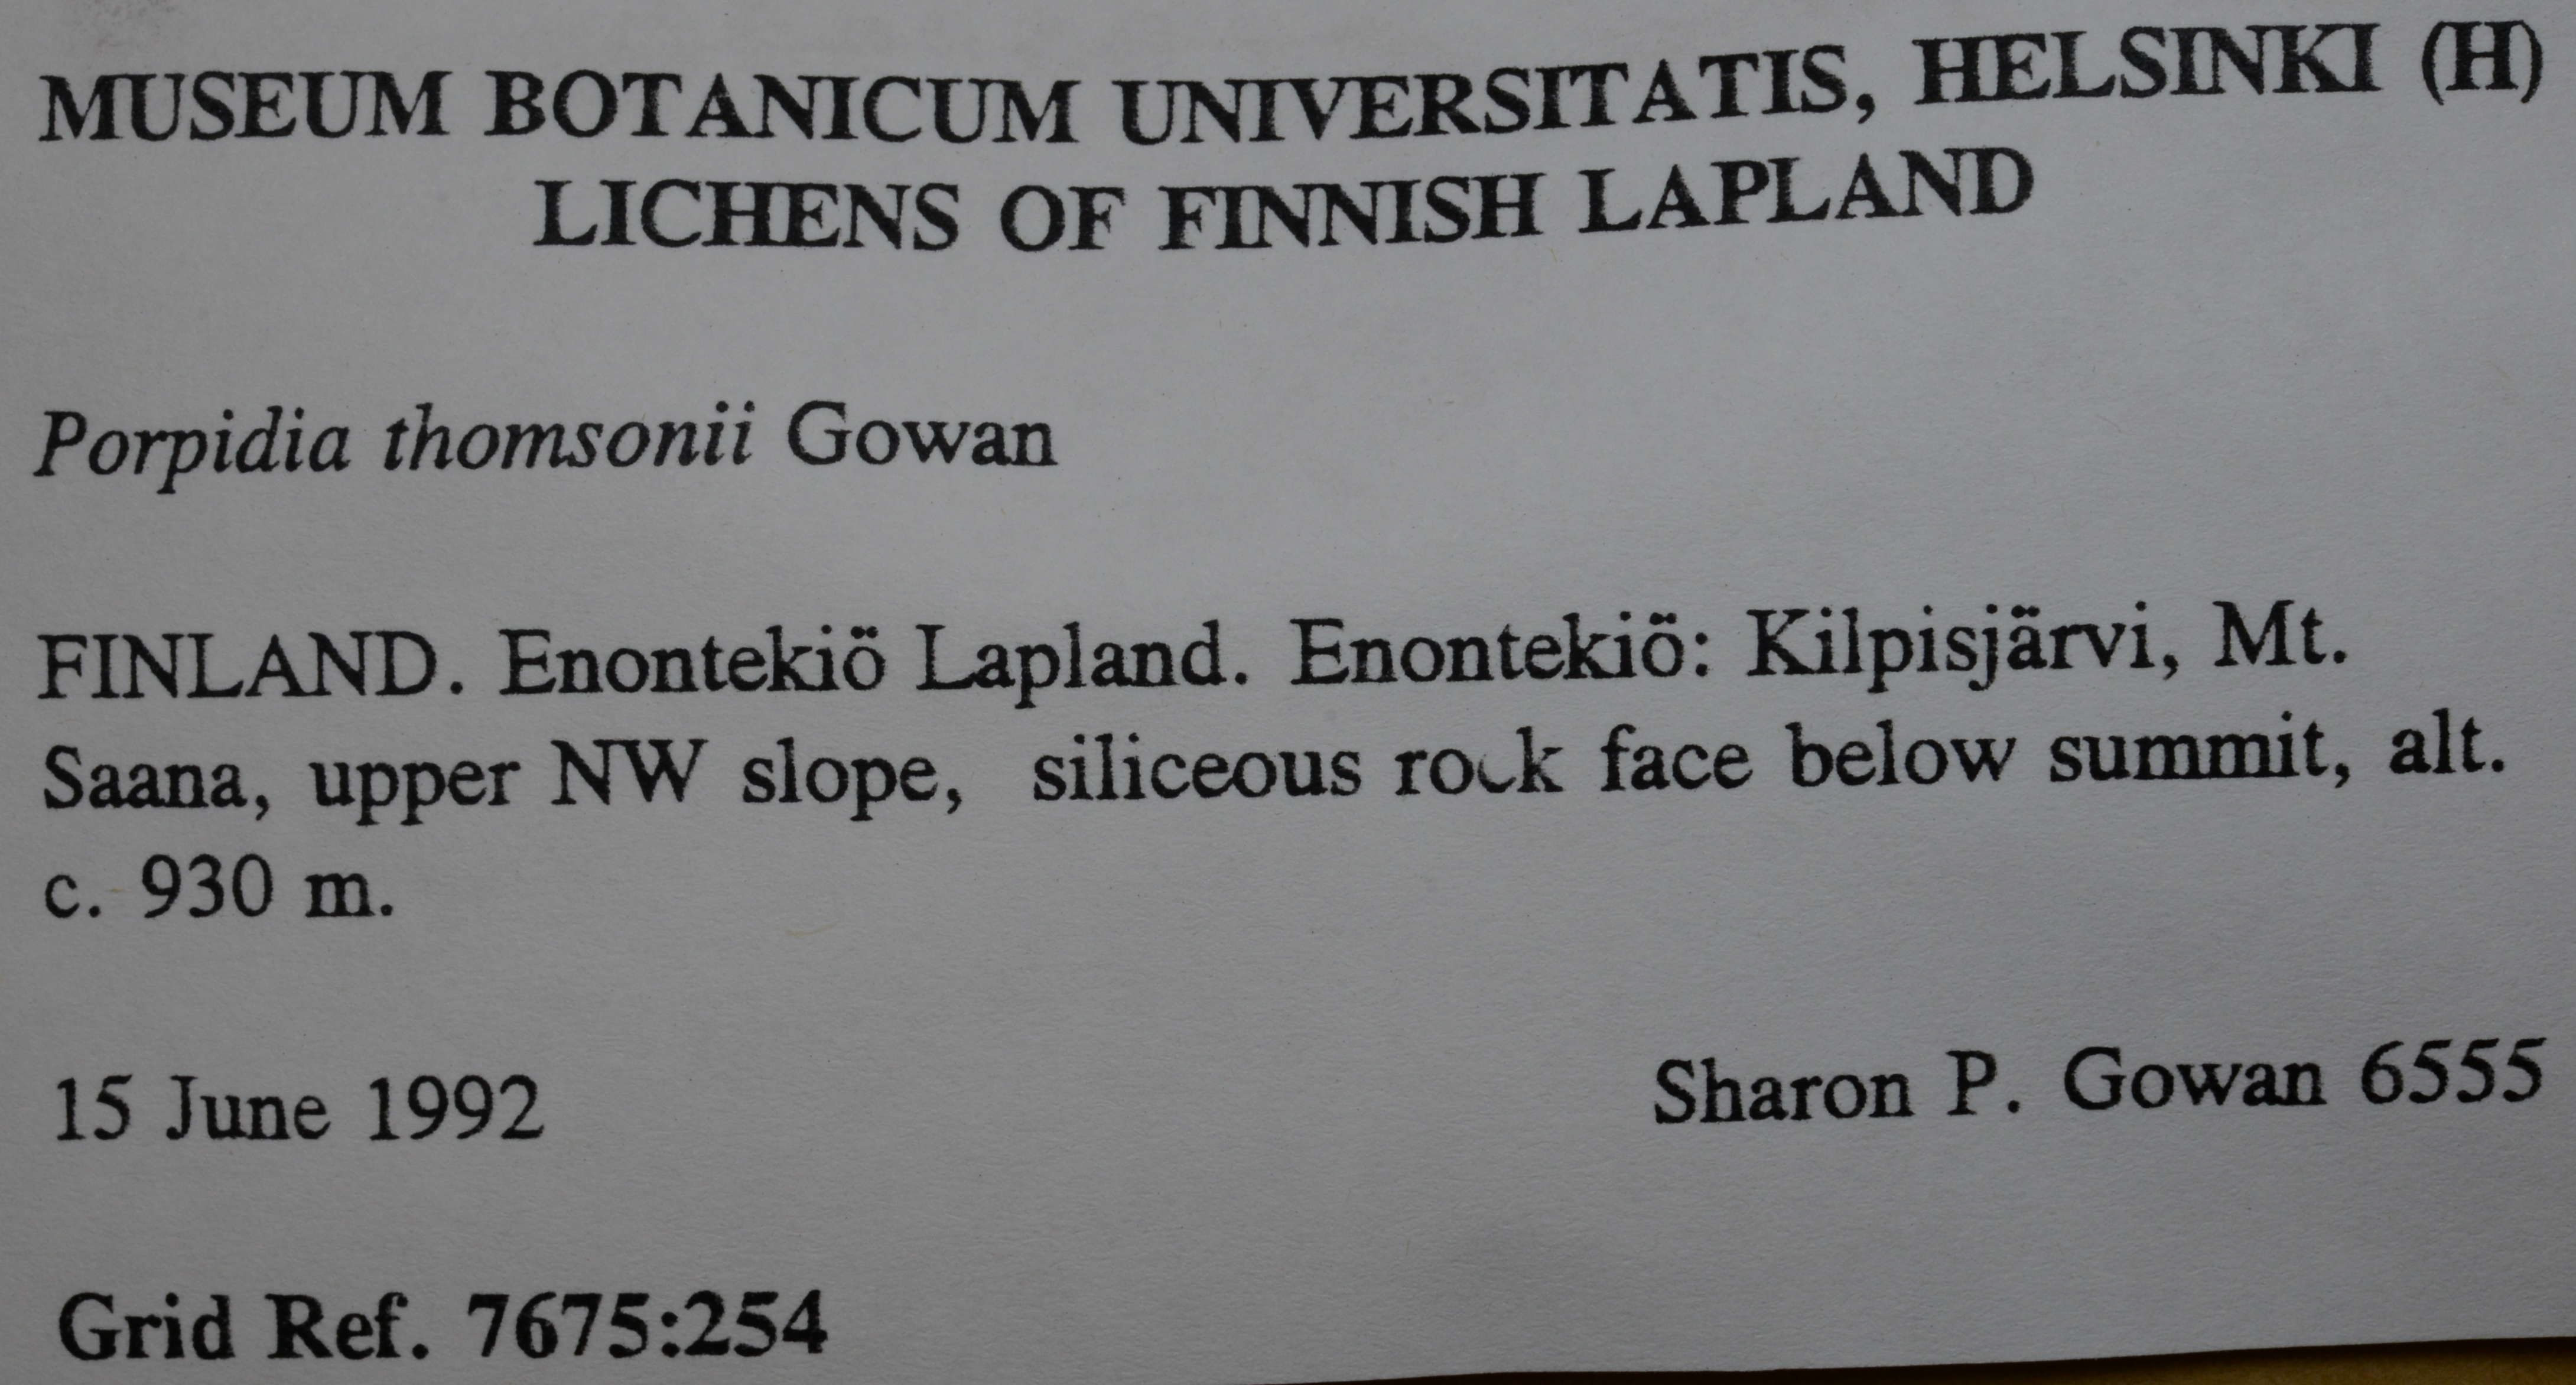 MUSEUM BOTANICUM UNIVERSITATIS, HELSINKI (H)
LICHENS OF FINNISH LAPLAND
Porpidia thomsonii Gowan
FINLAND. Enontekiö Lapland. Enontekiö: Kilpisjärvi, Mt.
Saana, upper NW slope, siliceous rock face below summit, alt.
c. 930 m.
15 June 1992 Sharon P. Gowan 6555
Grid Ref. 7675:254